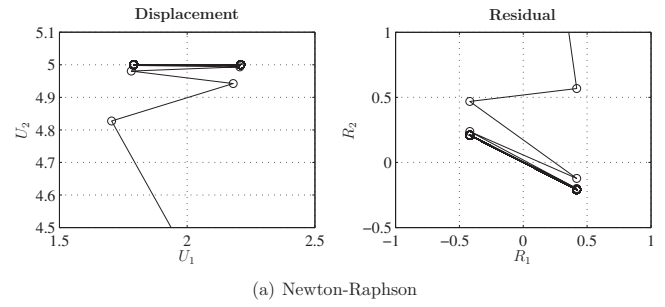 Displacement
5.1
5
4.9
4.8
4.7
4.6
4.5
U2
1.5
2
2.5
U1
Residual
1
0.5
0
−0.5
R2
−1
−0.5
0
0.5
1
R1
(a) Newton-Raphson